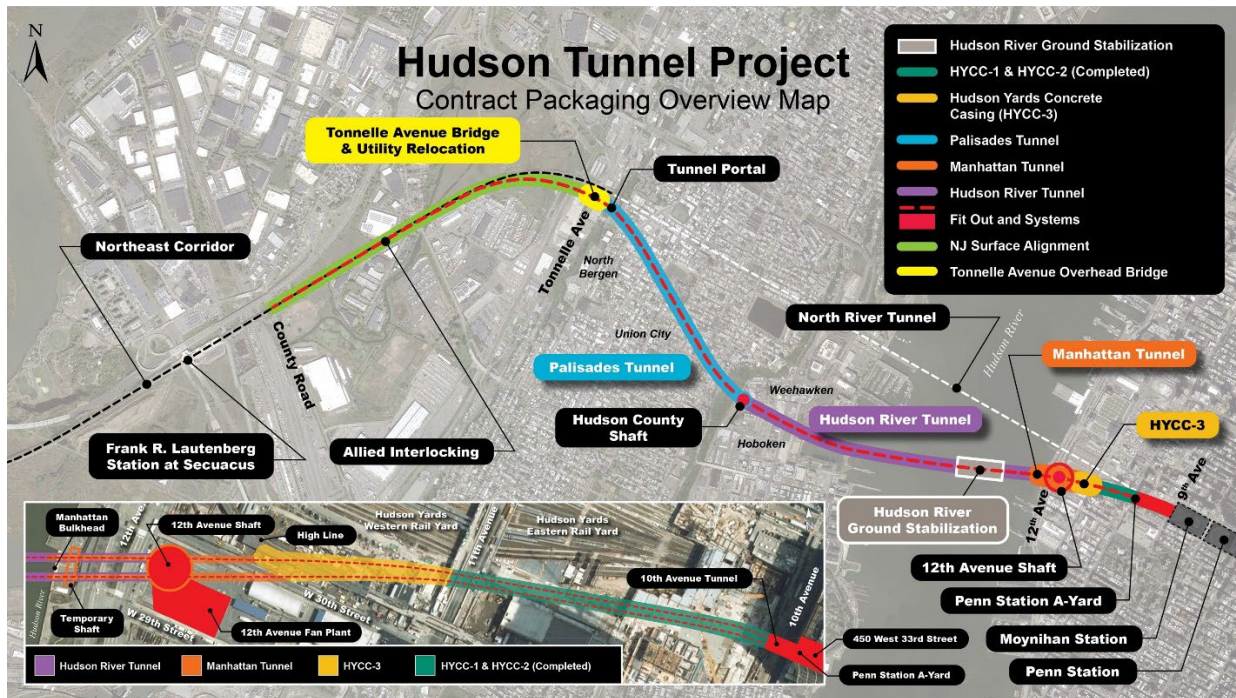 N
Hudson Tunnel Project
Contract Packaging Overview Map
Hudson River Ground Stabilization
HYCC-1 & HYCC-2 (Completed)
Hudson Yards Concrete
Casing (HYCC-3)
Palisades Tunnel
Manhattan Tunnel
Hudson River Tunnel
Fit Out and Systems
NJ Surface Alignment
Tonnelle Avenue Overhead Bridge
Tonnelle Avenue Bridge
& Utility Relocation
Tunnel Portal
Northeast Corridor
Tonnelle Ave
North
Bergen
Union City
County Road
Palisades Tunnel
Hudson County
Shaft
Weehawken
Hoboken
Hudson River Tunnel
North River Tunnel
Hudson River
Manhattan Tunnel
HYCC-3
Frank R. Lautenberg
Station at Secuacus
Allied Interlocking
Hudson River
Ground Stabilization
12th Ave
9th Ave
12th Avenue Shaft
Penn Station A-Yard
Moynihan Station
Penn Station
Manhattan
Bulkhead
12th Avenue
12th Avenue Shaft
High Line
Hudson Yards
Western Rail Yard
11th Avenue
Hudson Yards
Eastern Rail Yard
N
10th Avenue Tunnel
10th Avenue
Hudson River
Temporary
Shaft
W 29th Street
W 30th Street
12th Avenue Fan Plant
450 West 33rd Street
Penn Station A-Yard
Hudson River Tunnel
Manhattan Tunnel
HYCC-3
HYCC-1 & HYCC-2 (Completed)